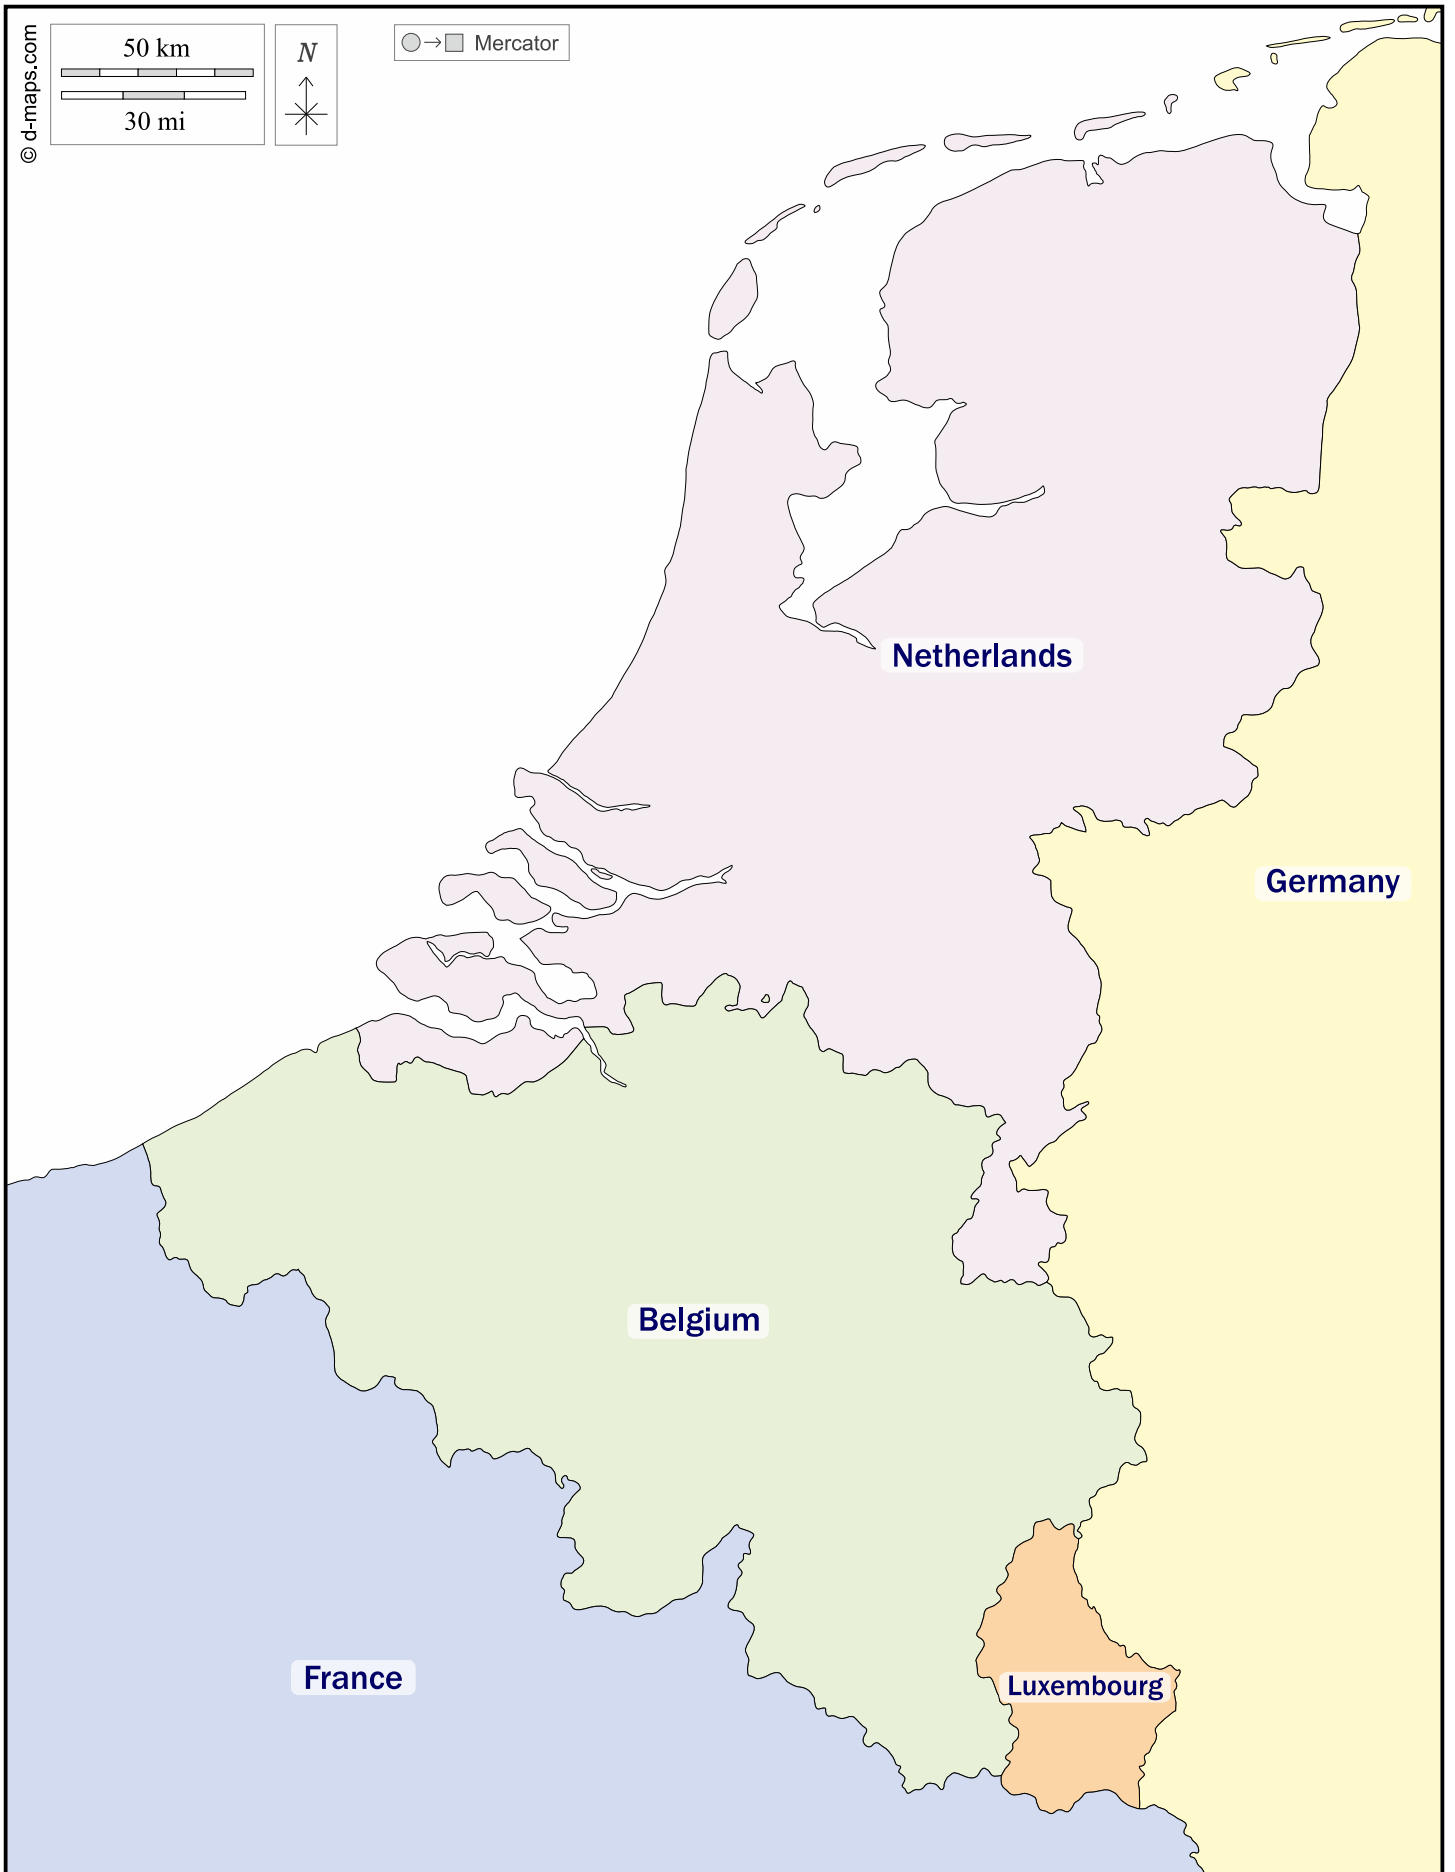 © d-maps.com
50 km
30 mi
N
Mercator
Netherlands
Germany
Belgium
France
Luxembourg